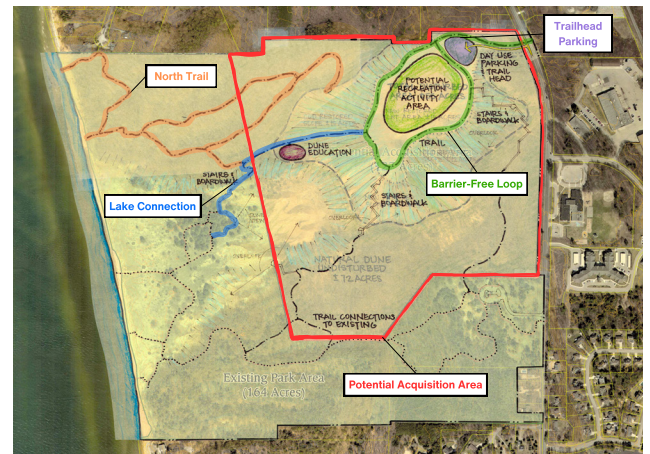 Trailhead
Parking
North Trail
DAY USE
PARKING
& TRAIL
HEAD
POTENTIAL
RECREATION
ACTIVITY
AREA
STAIRS &
BOARDWALK
TRAIL
DUNE
EDUCATION
STAIRS &
BOARDWALK
Barrier-Free Loop
STAIRS &
BOARDWALK
Lake Connection
NATURAL DUNE
UNDISTURBED
± 72 ACRES
TRAIL CONNECTIONS
TO EXISTING
Existing Park Area
(164 Acres)
Potential Acquisition Area